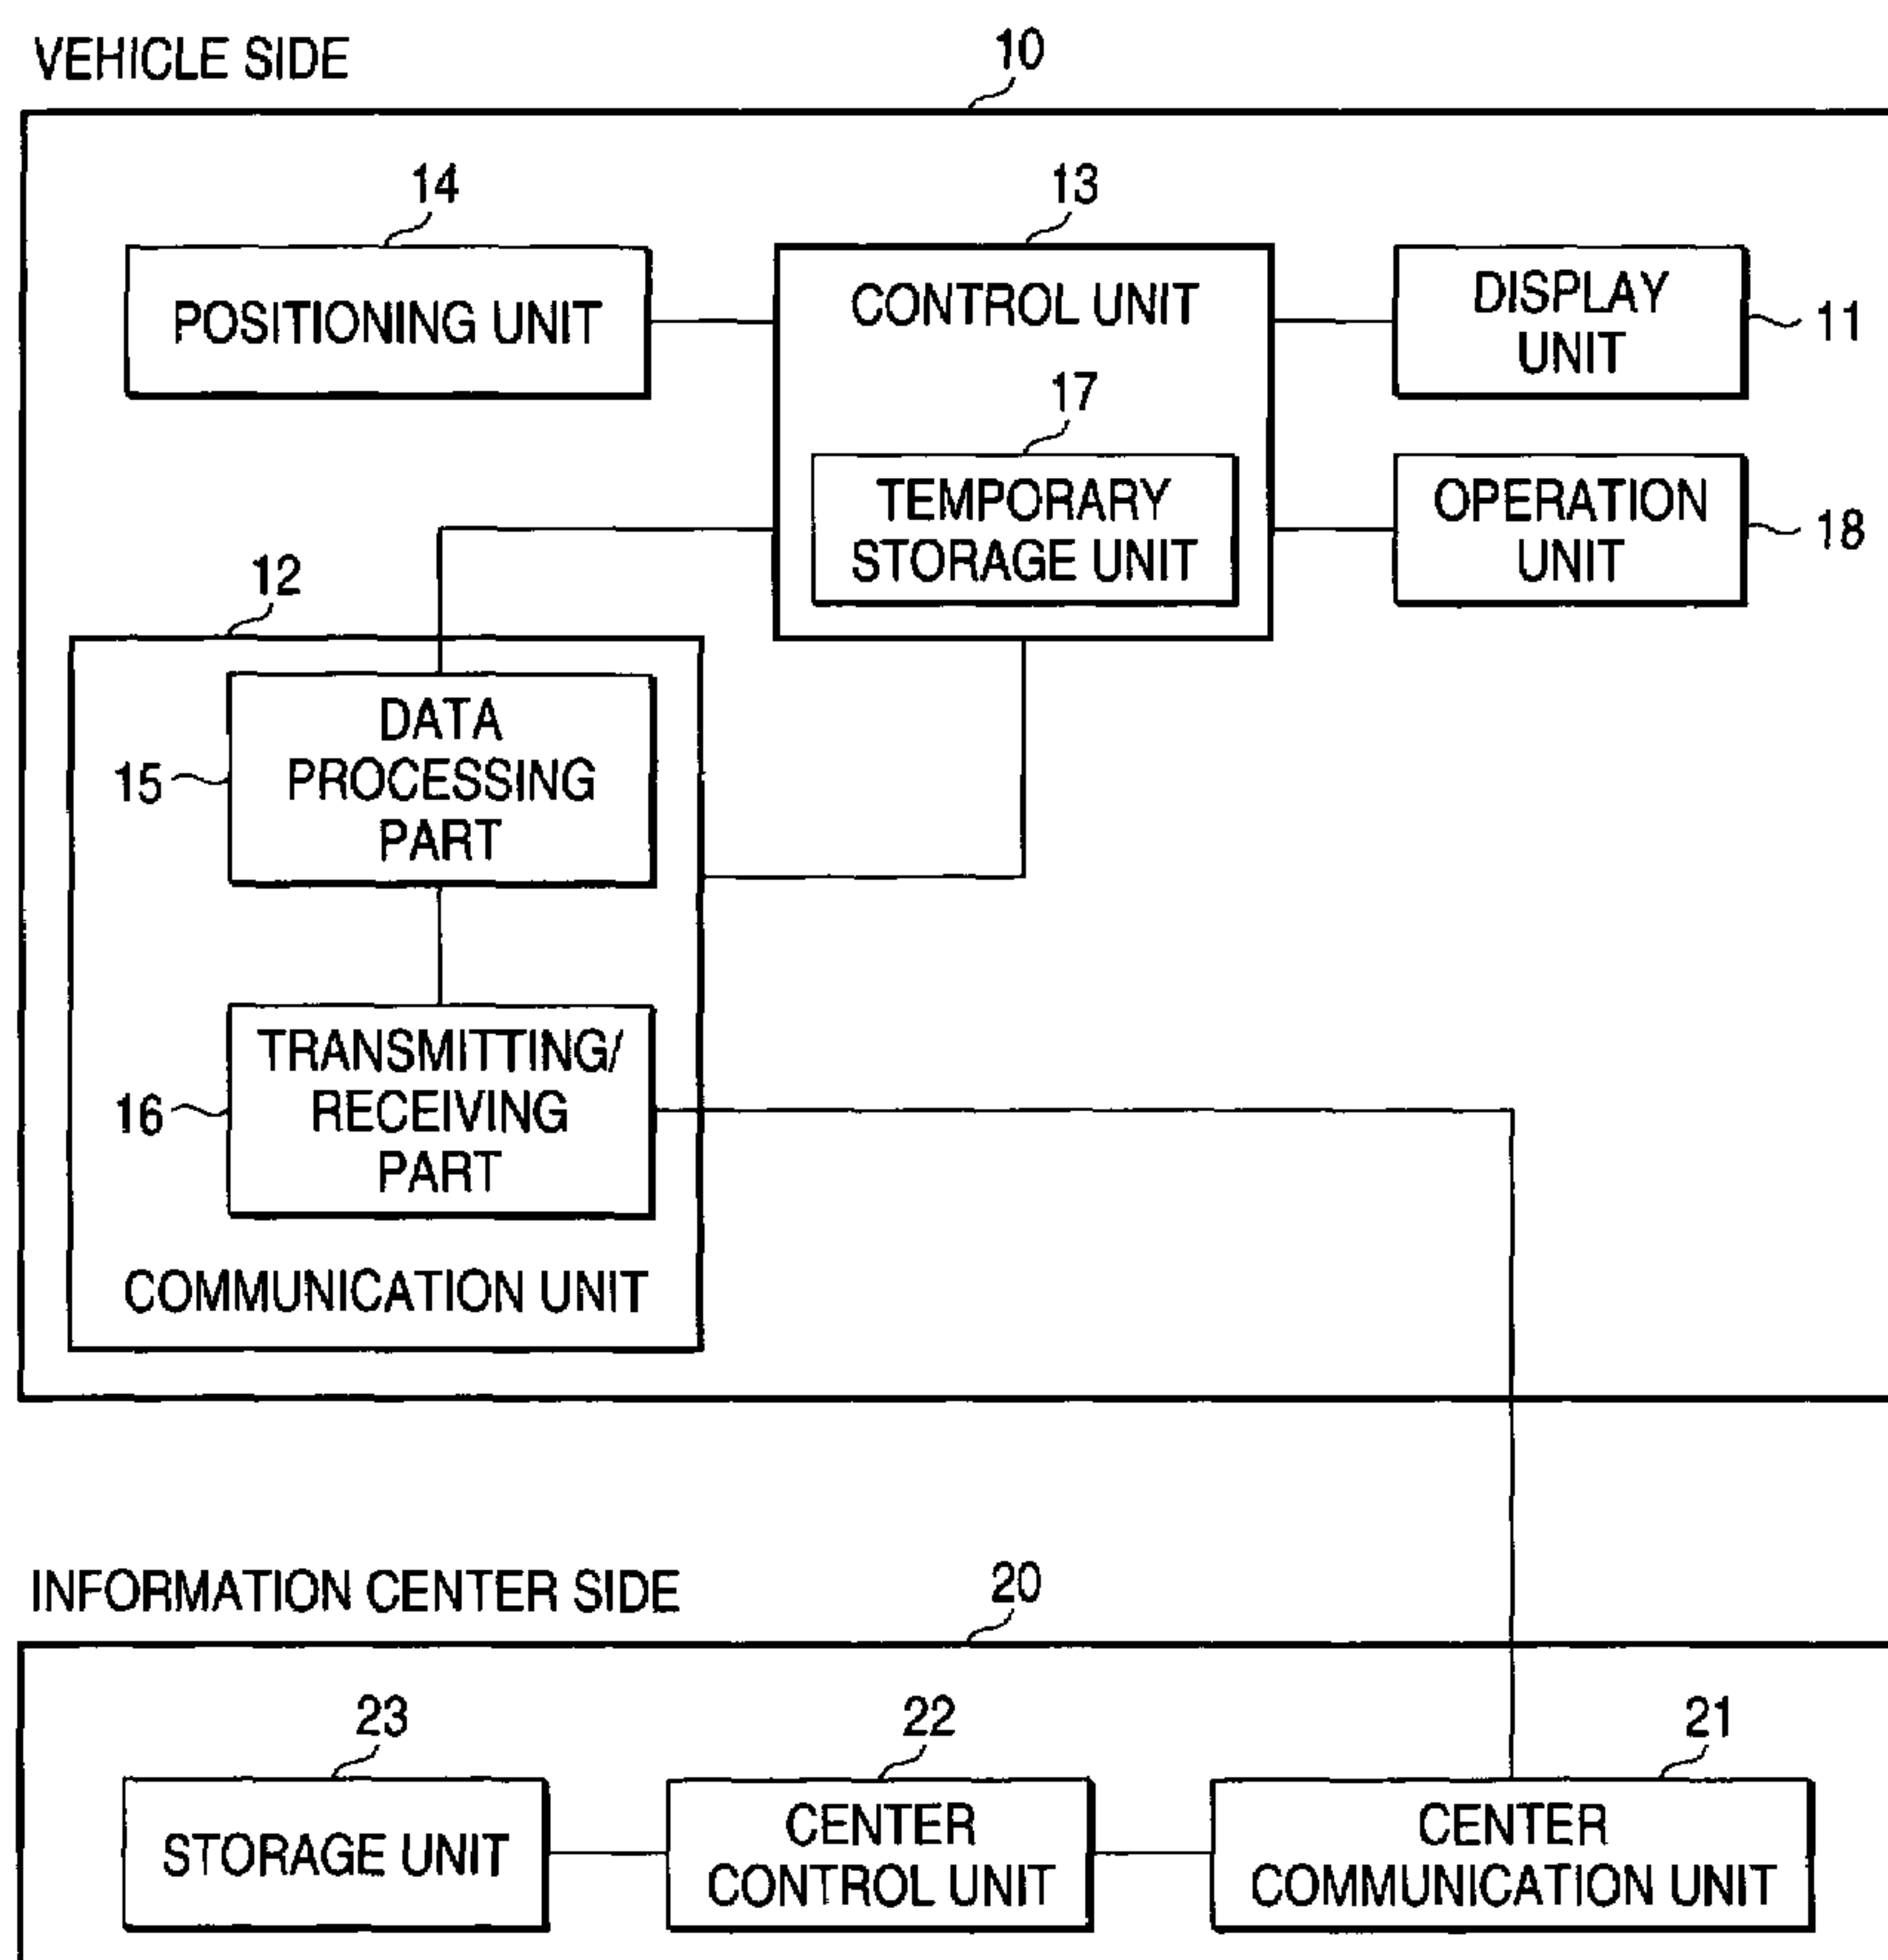 VEHICLE SIDE
10
14
13
POSITIONING UNIT
CONTROL UNIT
DISPLAY
UNIT
11
17
TEMPORARY
STORAGE UNIT
OPERATION
UNIT
18
12
DATA
PROCESSING
PART
15
TRANSMITTING/
RECEIVING
PART
16
COMMUNICATION UNIT
INFORMATION CENTER SIDE
20
23
22
21
STORAGE UNIT
CENTER
CONTROL UNIT
CENTER
COMMUNICATION UNIT